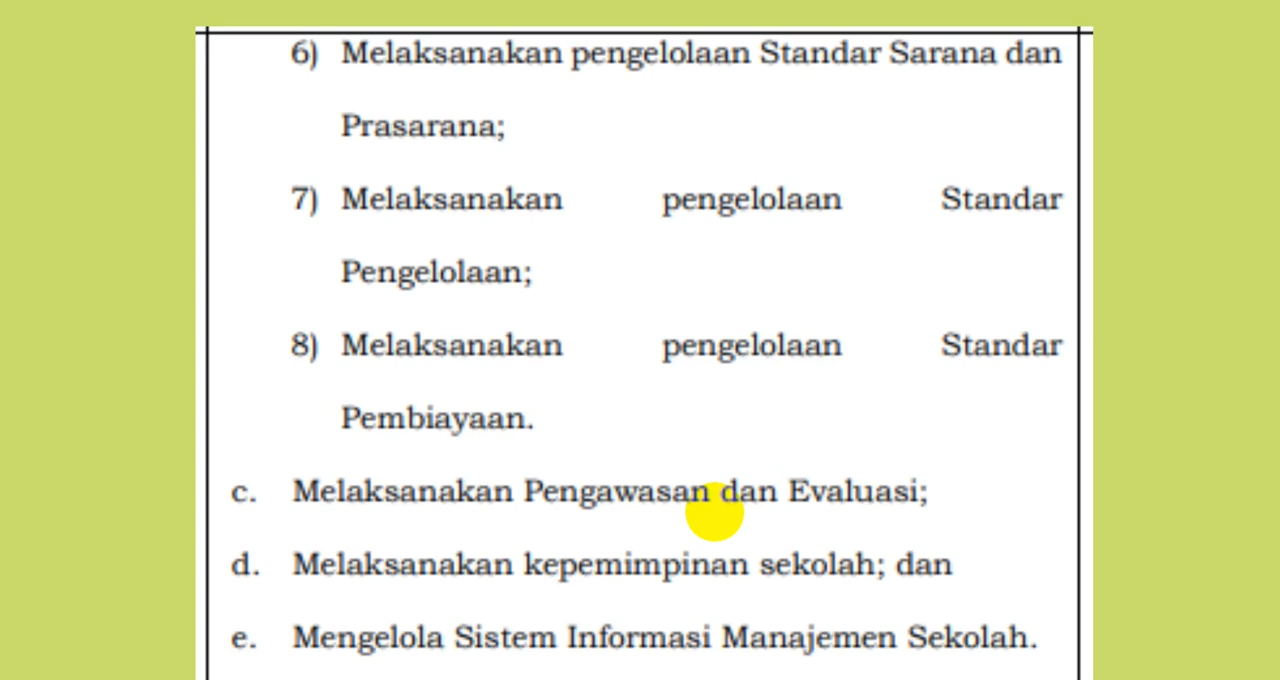 6) Melaksanakan pengelolaan Standar Sarana dan
Prasarana;
7) Melaksanakan pengelolaan Standar
Pengelolaan;
8) Melaksanakan pengelolaan Standar
Pembiayaan.
c. Melaksanakan Pengawasan dan Evaluasi;
d. Melaksanakan kepemimpinan sekolah; dan
e. Mengelola Sistem Informasi Manajemen Sekolah.